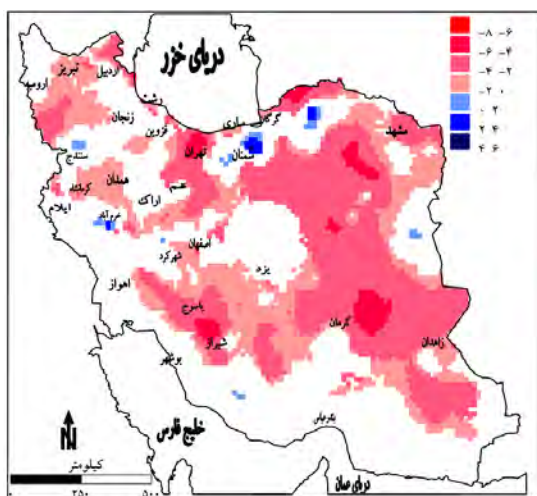 دریای خزر
-۸ -۶
-۶ -۴
-۴ -۲
-۲ ۰
۰ ۲
۲ ۴
۴ ۶
تبریز
اردبیل
ارومیه
رشت
زنجان
قزوین
ساری
مشهد
تهران
سمنان
سنندج
همدان
کرمانشاه
قم
اراک
ایلام
خرم‌آباد
اصفهان
شهرکرد
یزد
اهواز
یاسوج
کرمان
زاهدان
شیراز
بوشهر
بندرعباس
خلیج فارس
N
کیلومتر
۲۵۰
۵۰۰
دریای عمان